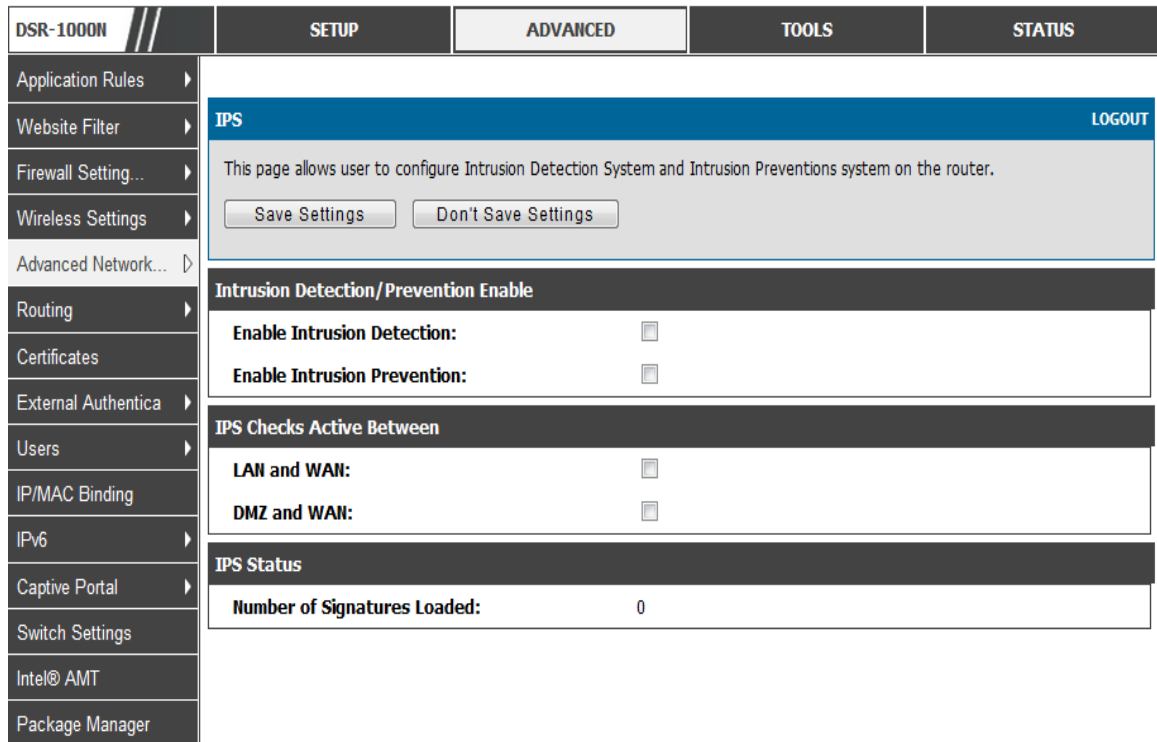 DSR-1000N
SETUP
ADVANCED
TOOLS
STATUS
Application Rules
Website Filter
Firewall Setting...
Wireless Settings
Advanced Network...
Routing
Certificates
External Authentica
Users
IP/MAC Binding
IPv6
Captive Portal
Switch Settings
Intel® AMT
Package Manager
IPS LOGOUT
This page allows user to configure Intrusion Detection System and Intrusion Preventions system on the router.
Save Settings Don't Save Settings
Intrusion Detection/Prevention Enable
Enable Intrusion Detection:
Enable Intrusion Prevention:
IPS Checks Active Between
LAN and WAN:
DMZ and WAN:
IPS Status
Number of Signatures Loaded: 0